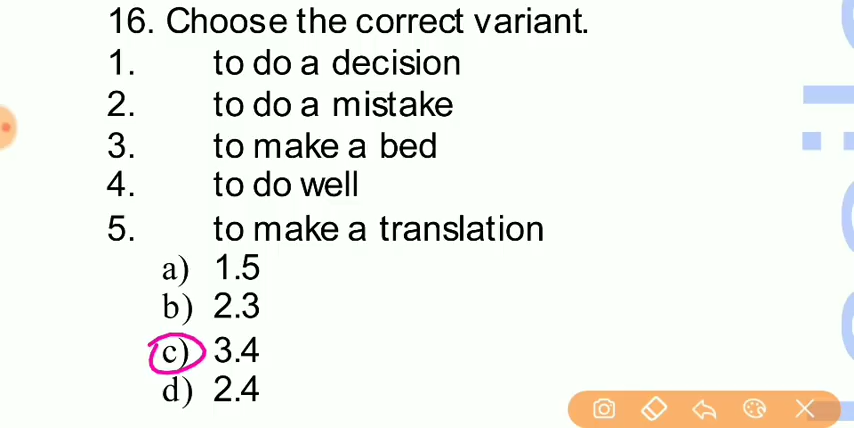 16. Choose the correct variant.
1. to do a decision
2. to do a mistake
3. to make a bed
4. to do well
5. to make a translation
a) 1.5
b) 2.3
c) 3.4
d) 2.4